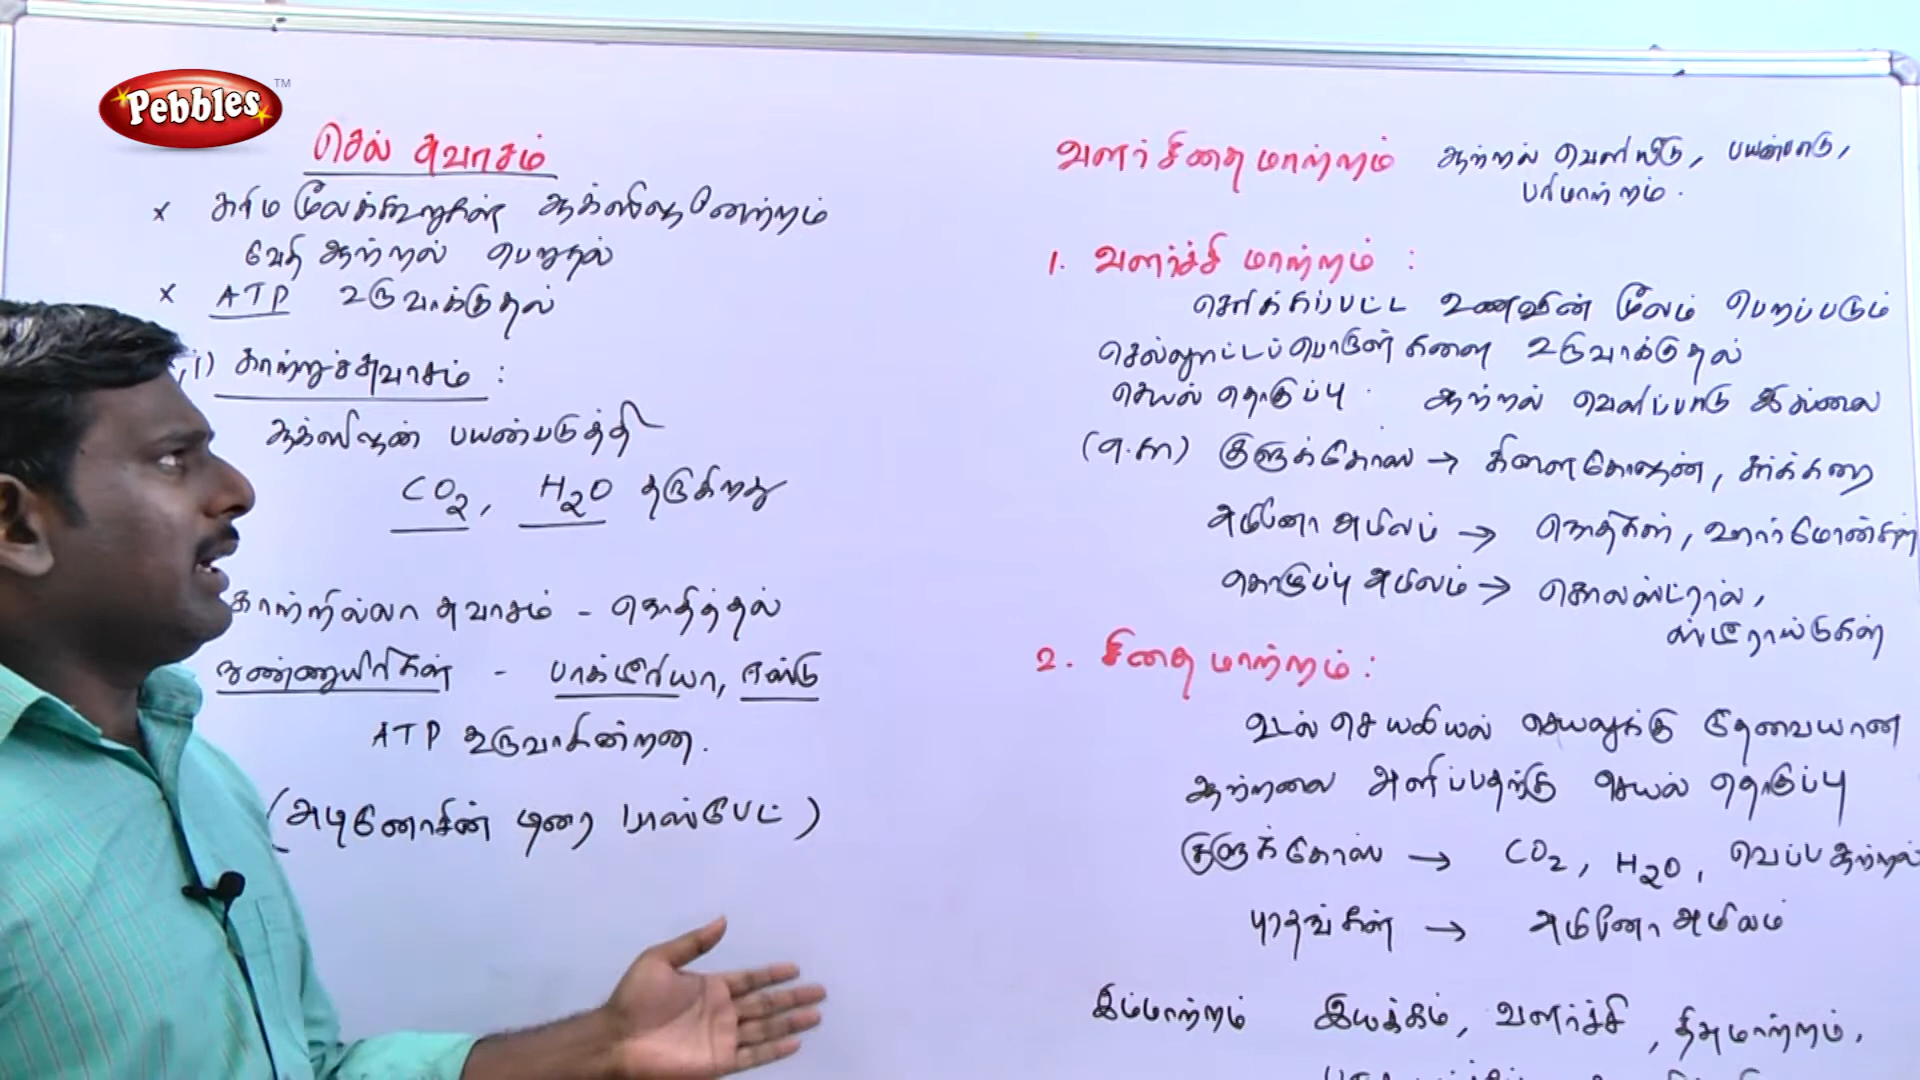 Pebbles™
செல் சுவாசம்
x கரிம மூலக்கூறுகள் ஆக்ஸிஜனேற்றம்
வேதி ஆற்றல் பெறுதல்
x ATP உருவாக்குதல்
i) காற்றுச்சுவாசம் :
ஆக்ஸிஜன் பயன்படுத்தி
CO2, H2O தருகிறது
காற்றில்லா சுவாசம் - நொதித்தல்
நுண்ணுயிரிகள் - பாக்டீரியா, ஈஸ்டு
ATP உருவாகின்றன.
(அடினோசின் டிரை பாஸ்பேட்)
வளர் சிதை மாற்றம் ஆற்றல் வெளியீடு, பயன்பாடு,
பரிமாற்றம்.
1. வளர்ச்சி மாற்றம் :
செரிக்கப்பட்ட உணவின் மூலம் பெறப்படும்
செல்லூட்டப்பொருள்களை உருவாக்குதல்
செயல் தொகுப்பு. ஆற்றல் வெளிப்பாடு இல்லை
(எ.கா) குளுக்கோஸ் → கிளைகோஜன், சர்க்கரை
அமினோ அமிலம் → நொதிகள், ஹார்மோன்கள்
கொழுப்பு அமிலம் → கொலஸ்ட்ரால்,
ஸ்டீராய்டுகள்
2. சிதை மாற்றம் :
உடல் செயலியல் செயலுக்கு தேவையான
ஆற்றலை அளிப்பதற்கு செயல் தொகுப்பு
குளுக்கோஸ் → CO2, H2O, வெப்ப ஆற்றல்
புரதங்கள் → அமினோ அமிலம்
இம்மாற்றம் இயக்கம், வளர்ச்சி,